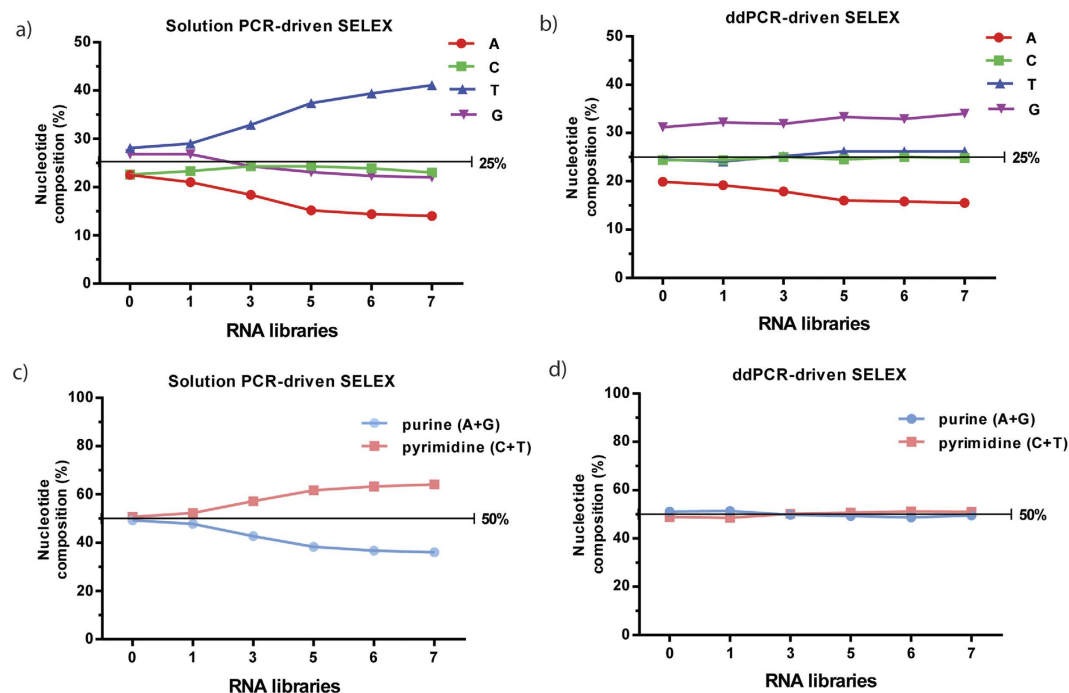 a)
Solution PCR-driven SELEX
50
40
30
20
10
0
Nucleotide
composition (%)
A
C
T
G
25%
0 1 3 5 6 7
RNA libraries
b)
ddPCR-driven SELEX
50
40
30
20
10
0
Nucleotide
composition (%)
A
C
T
G
25%
0 1 3 5 6 7
RNA libraries
c)
Solution PCR-driven SELEX
100
80
60
40
20
0
Nucleotide
composition (%)
purine (A+G)
pyrimidine (C+T)
50%
0 1 3 5 6 7
RNA libraries
d)
ddPCR-driven SELEX
100
80
60
40
20
0
Nucleotide
composition (%)
purine (A+G)
pyrimidine (C+T)
50%
0 1 3 5 6 7
RNA libraries